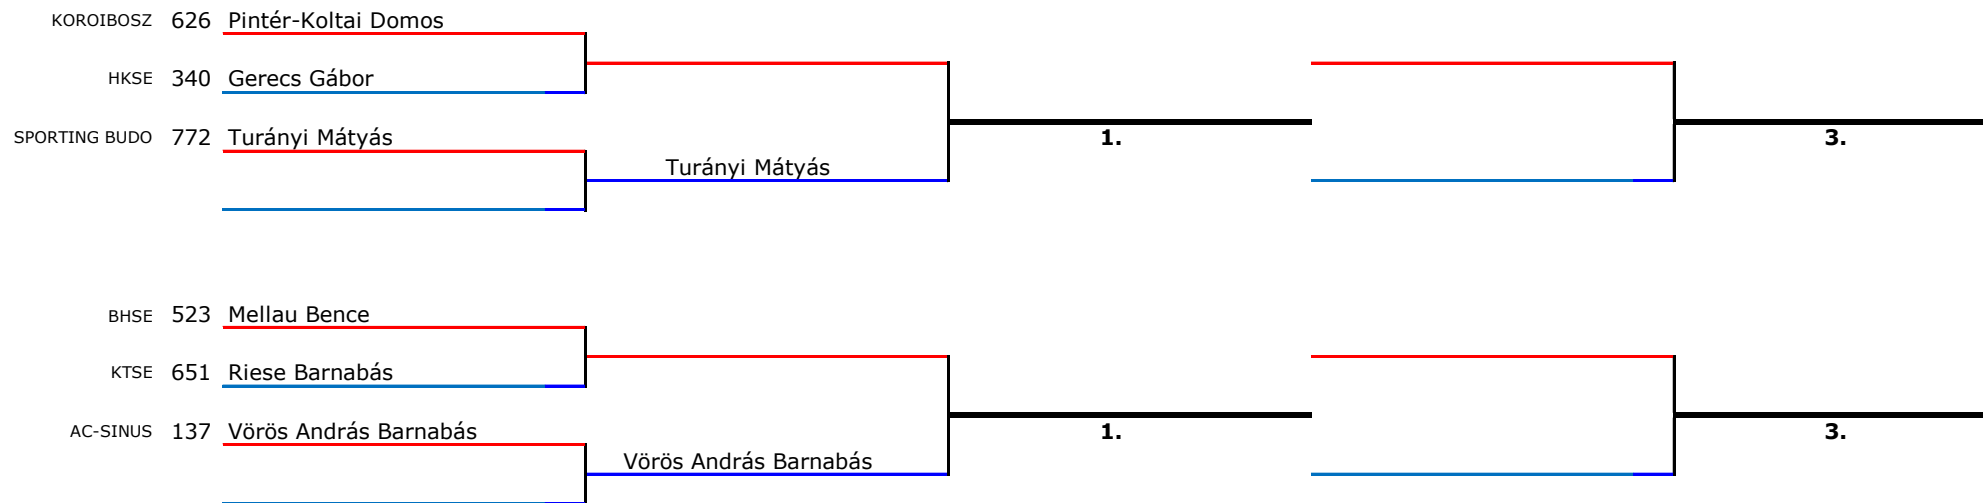 KOROIBOSZ 626 Pintér-Koltai Domos
HKSE 340 Gerecs Gábor
SPORTING BUDO 772 Turányi Mátyás 1. 3.
Turányi Mátyás
BHSE 523 Mellau Bence
KTSE 651 Riese Barnabás
AC-SINUS 137 Vörös András Barnabás 1. 3.
Vörös András Barnabás